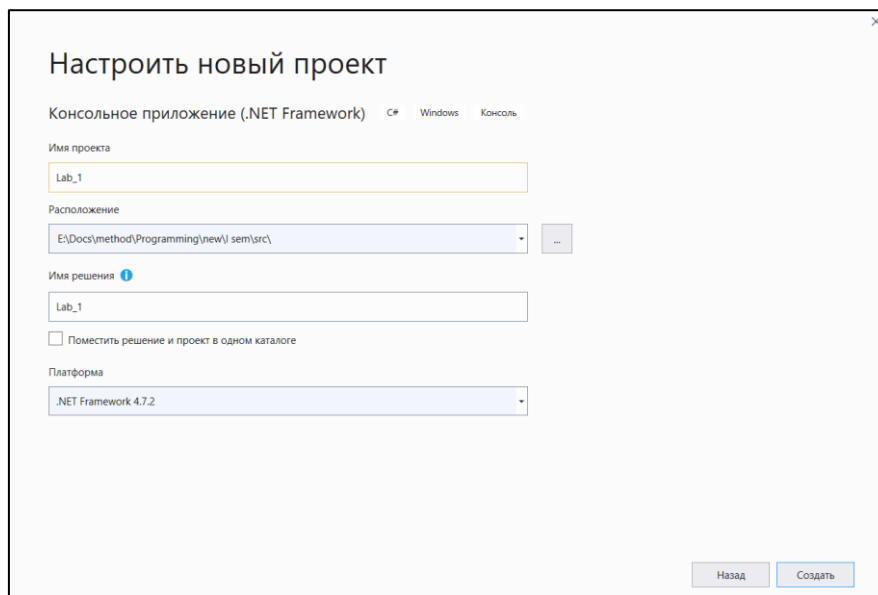 Настроить новый проект
Консольное приложение (.NET Framework) C# Windows Консоль
Имя проекта
Lab_1
Расположение
E:\Docs\method\Programming\new\I sem\src\
...
Имя решения
Lab_1
Поместить решение и проект в одном каталоге
Платформа
.NET Framework 4.7.2
Назад Создать